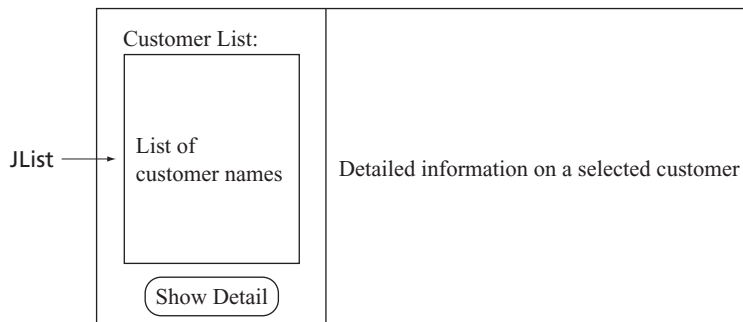 Customer List:
JList
List of
customer names
Show Detail
Detailed information on a selected customer